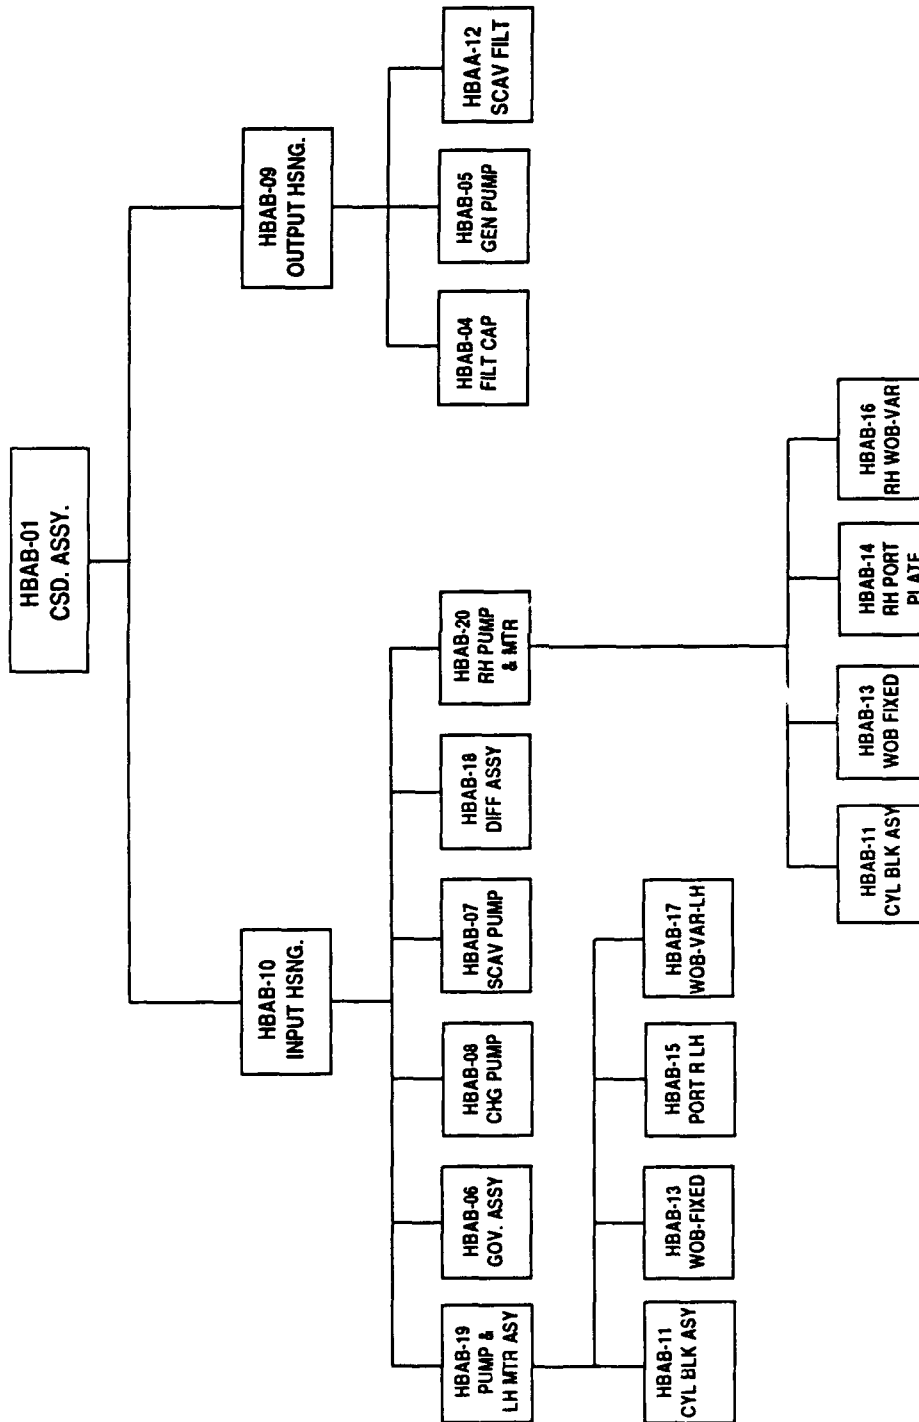 HBAB-01
CSD. ASSY.
HBAB-10
INPUT HSNG.
HBAB-09
OUTPUT HSNG.
HBAB-19
PUMP &
LH MTR ASY
HBAB-06
GOV. ASSY
HBAB-08
CHG PUMP
HBAB-07
SCAV PUMP
HBAB-18
DIFF ASSY
HBAB-20
RH PUMP
& MTR
HBAB-04
FILT CAP
HBAB-05
GEN PUMP
HBAA-12
SCAV FILT
HBAB-11
CYL BLK ASY
HBAB-13
WOB-FIXED
HBAB-15
PORT R LH
HBAB-17
WOB-VAR-LH
HBAB-11
CYL BLK ASY
HBAB-13
WOB FIXED
HBAB-14
RH PORT
PLATE
HBAB-16
RH WOB-VAR